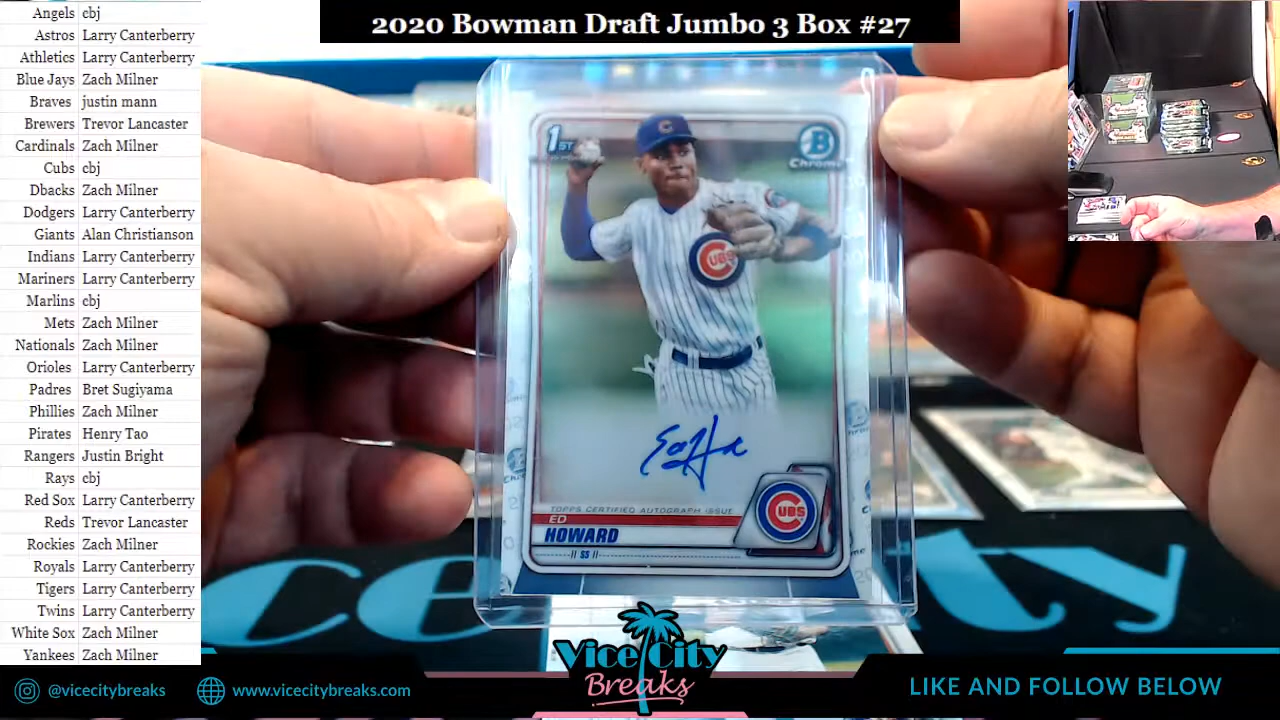 2020 Bowman Draft Jumbo 3 Box #27
Angels cbj
Astros Larry Canterberry
Athletics Larry Canterberry
Blue Jays Zach Milner
Braves justin mann
Brewers Trevor Lancaster
Cardinals Zach Milner
Cubs cbj
Dbacks Zach Milner
Dodgers Larry Canterberry
Giants Alan Christianson
Indians Larry Canterberry
Mariners Larry Canterberry
Marlins cbj
Mets Zach Milner
Nationals Zach Milner
Orioles Larry Canterberry
Padres Bret Sugiyama
Phillies Zach Milner
Pirates Henry Tao
Rangers Justin Bright
Rays cbj
Red Sox Larry Canterberry
Reds Trevor Lancaster
Rockies Zach Milner
Royals Larry Canterberry
Tigers Larry Canterberry
Twins Larry Canterberry
White Sox Zach Milner
Yankees Zach Milner
1ST
B
Chrome
C
CUBS
TOPPS CERTIFIED AUTOGRAPH ISSUE
ED
HOWARD
SS
CUBS
Vice City
Breaks
@vicecitybreaks
www.vicecitybreaks.com
LIKE AND FOLLOW BELOW